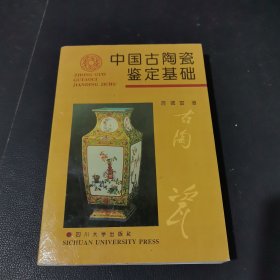 中国古陶瓷
鉴定基础
ZHONG GUO
GUTAOCI
JIANDING JICHU
著
古陶
瓷
四川大学出版社
SICHUAN UNIVERSITY PRESS